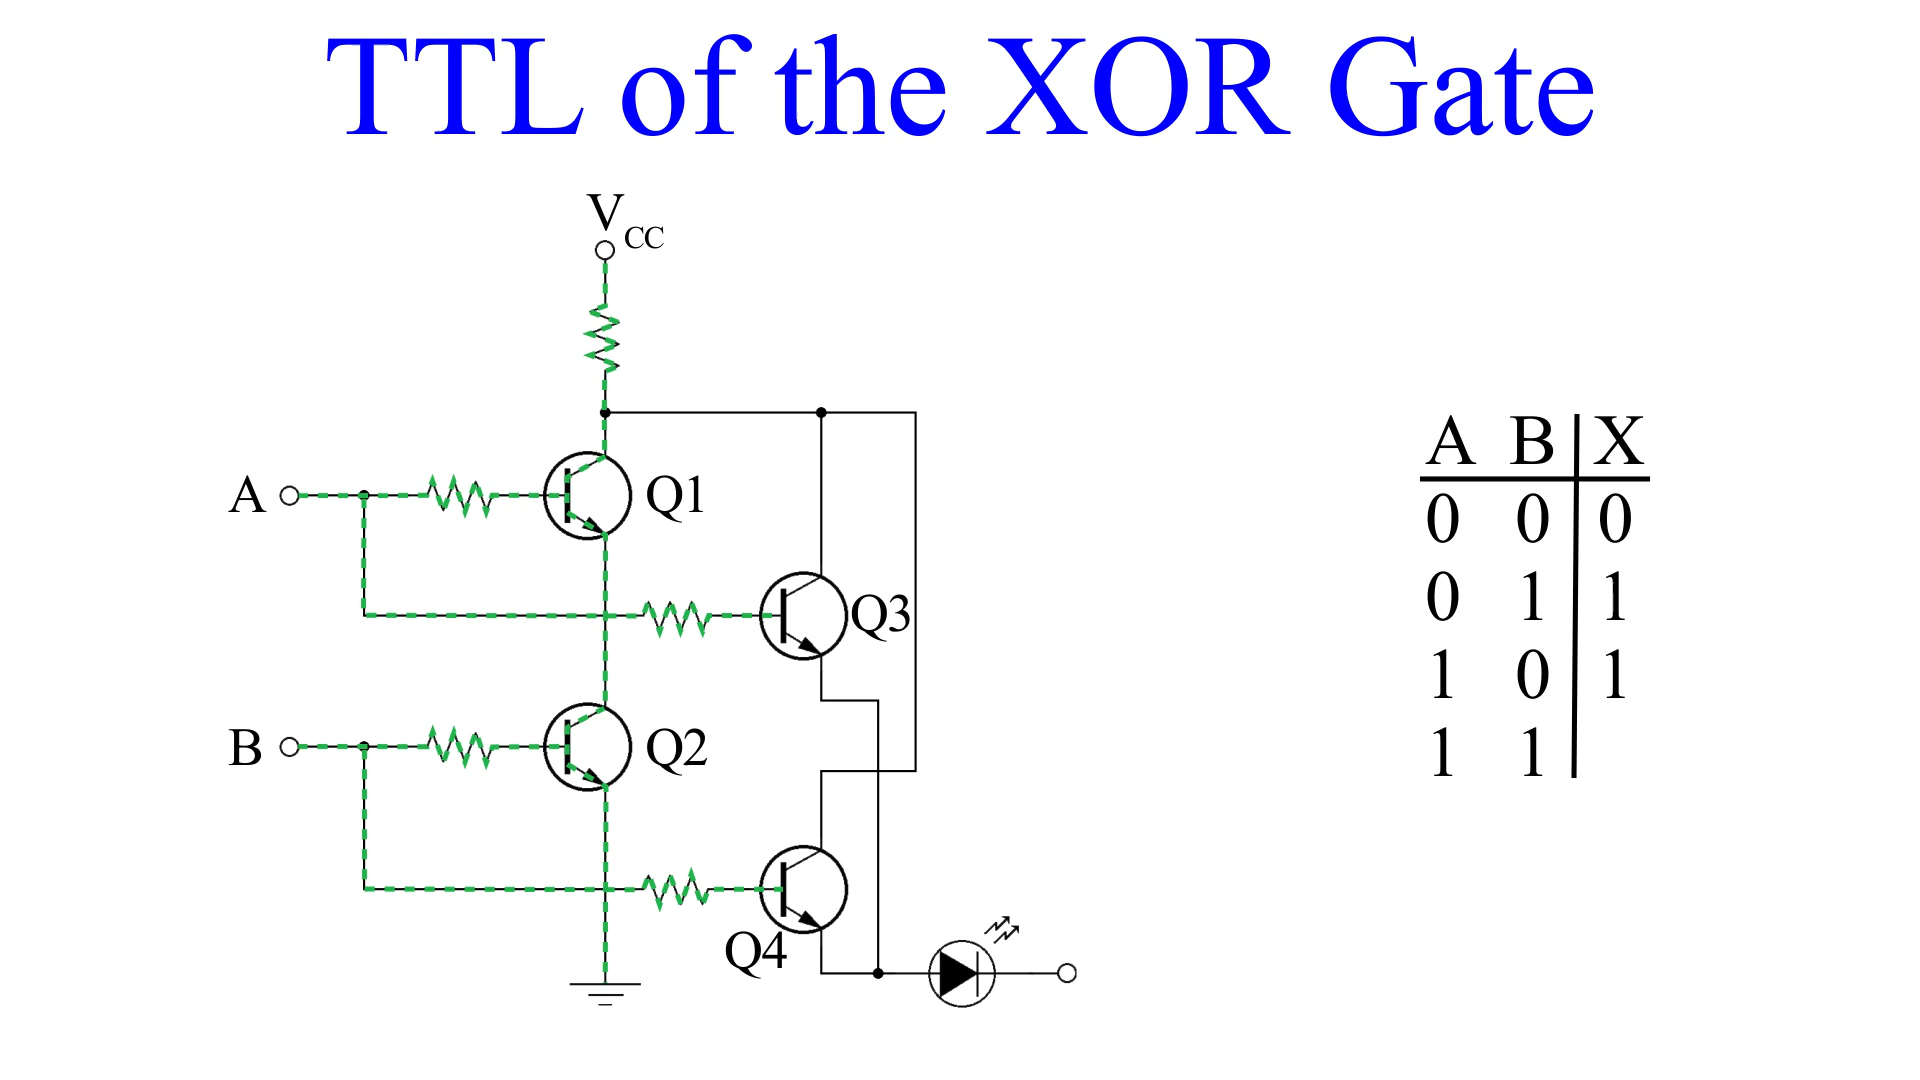 TTL of the XOR Gate
VCC
A
Q1
Q3
B
Q2
Q4
A B X
0 0 0
0 1 1
1 0 1
1 1